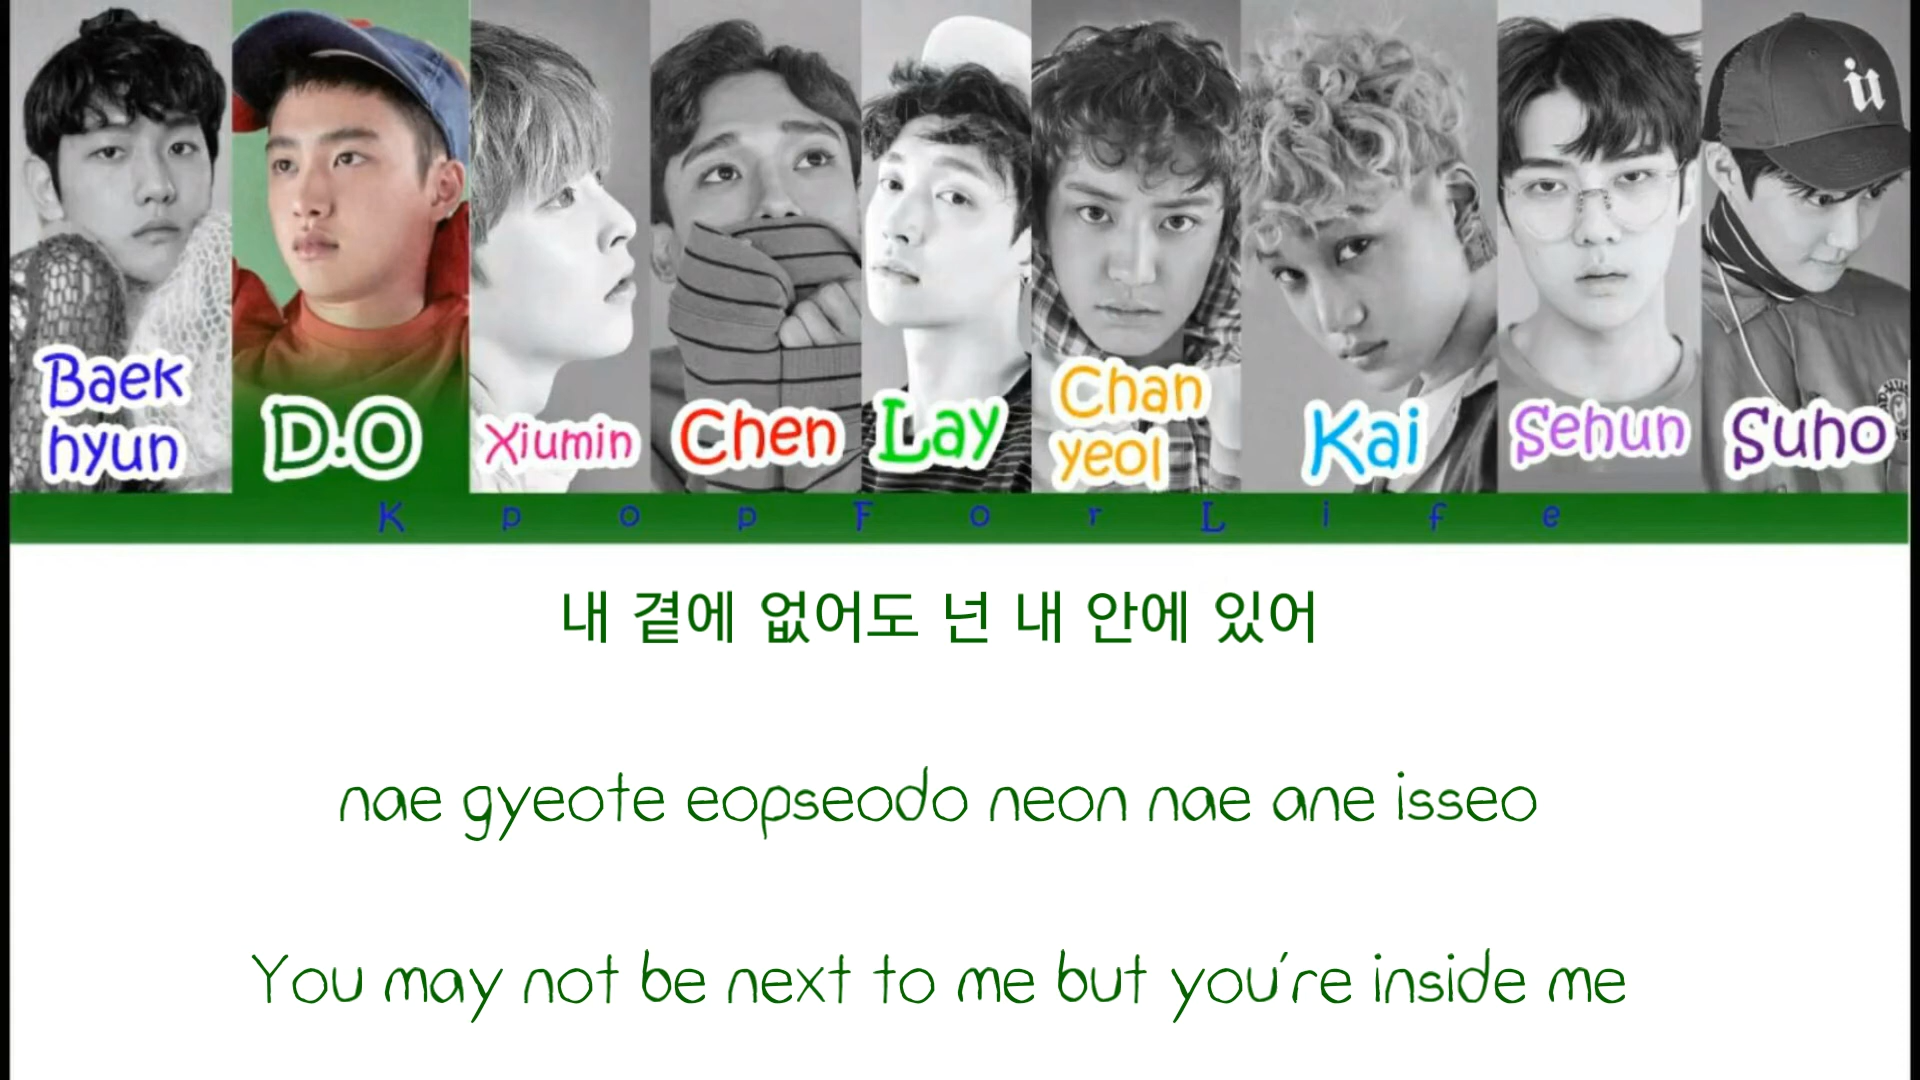 Baek
hyun
D.O
Xiumin
Chen
Lay
Chan
yeol
Kai
Sehun
Suho
K p o p F o r L i f e
내 곁에 없어도 넌 내 안에 있어
nae gyeote eopseodo neon nae ane isseo
You may not be next to me but you're inside me